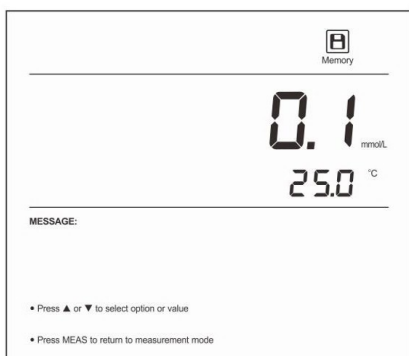 Memory
0.1 mmol/L
25.0 °C
MESSAGE:
• Press ▲ or ▼ to select option or value
• Press MEAS to return to measurement mode